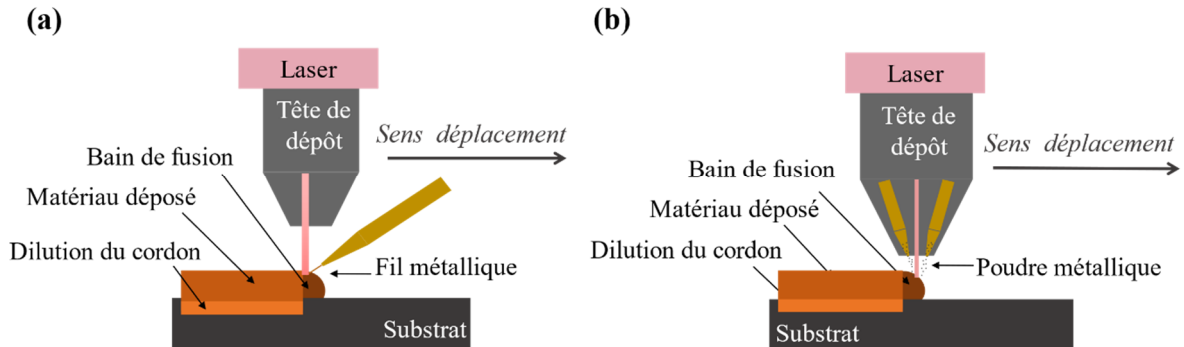 (a)
Laser
Tête de
dépôt
Sens déplacement
Bain de fusion
Matériau déposé
Dilution du cordon
Fil métallique
Substrat
(b)
Laser
Tête de
dépôt
Sens déplacement
Bain de fusion
Matériau déposé
Dilution du cordon
Poudre métallique
Substrat